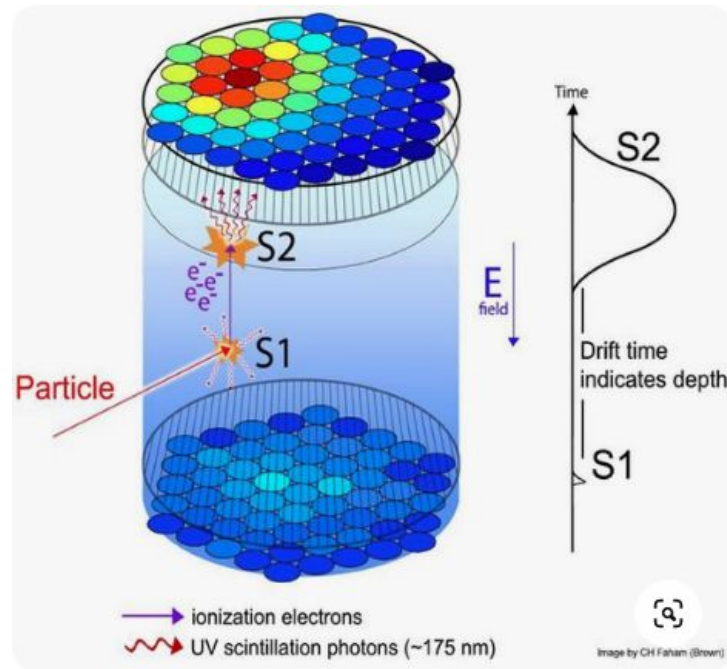 Time
S2
S2
e⁻
e⁻e⁻
e⁻e⁻
E
field
S1
Drift time
indicates depth
Particle
S1
ionization electrons
UV scintillation photons (~175 nm)
Image by CH Faham (Brown)